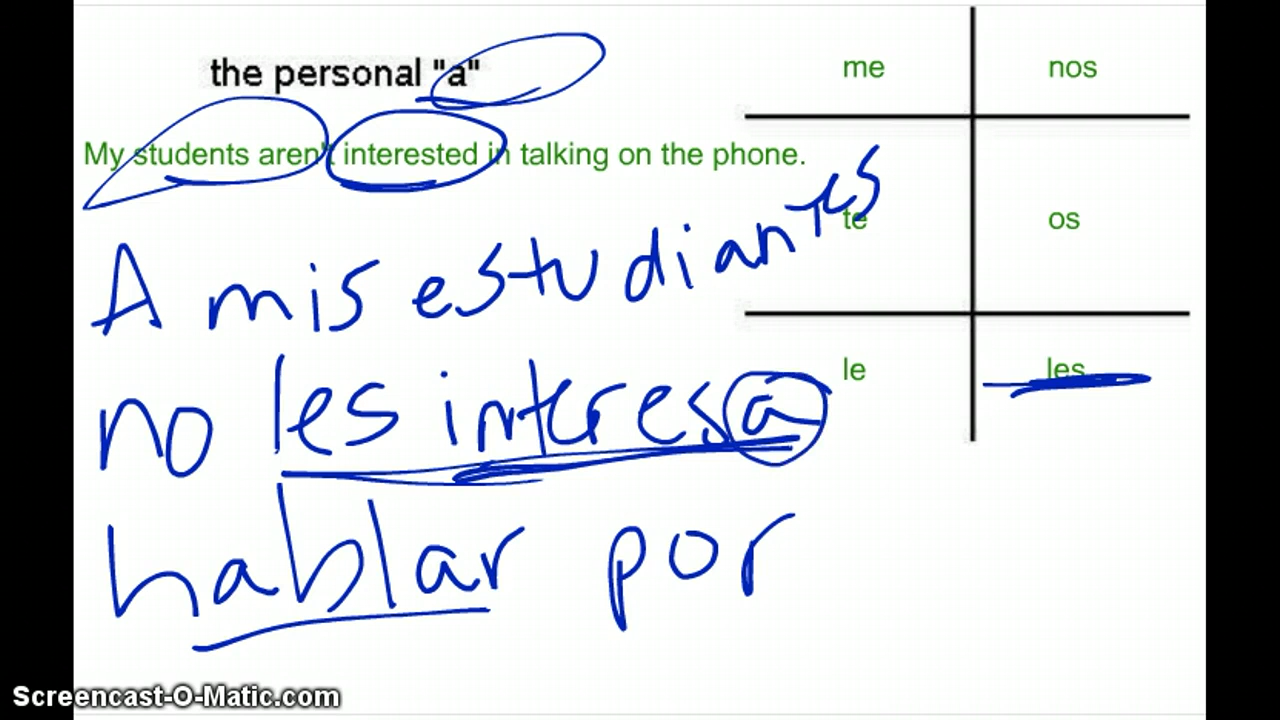 the personal "a"
My students aren't interested in talking on the phone.
A mis estudiantes
no les interesa
hablar por
me nos
te os
le les
Screencast-O-Matic.com